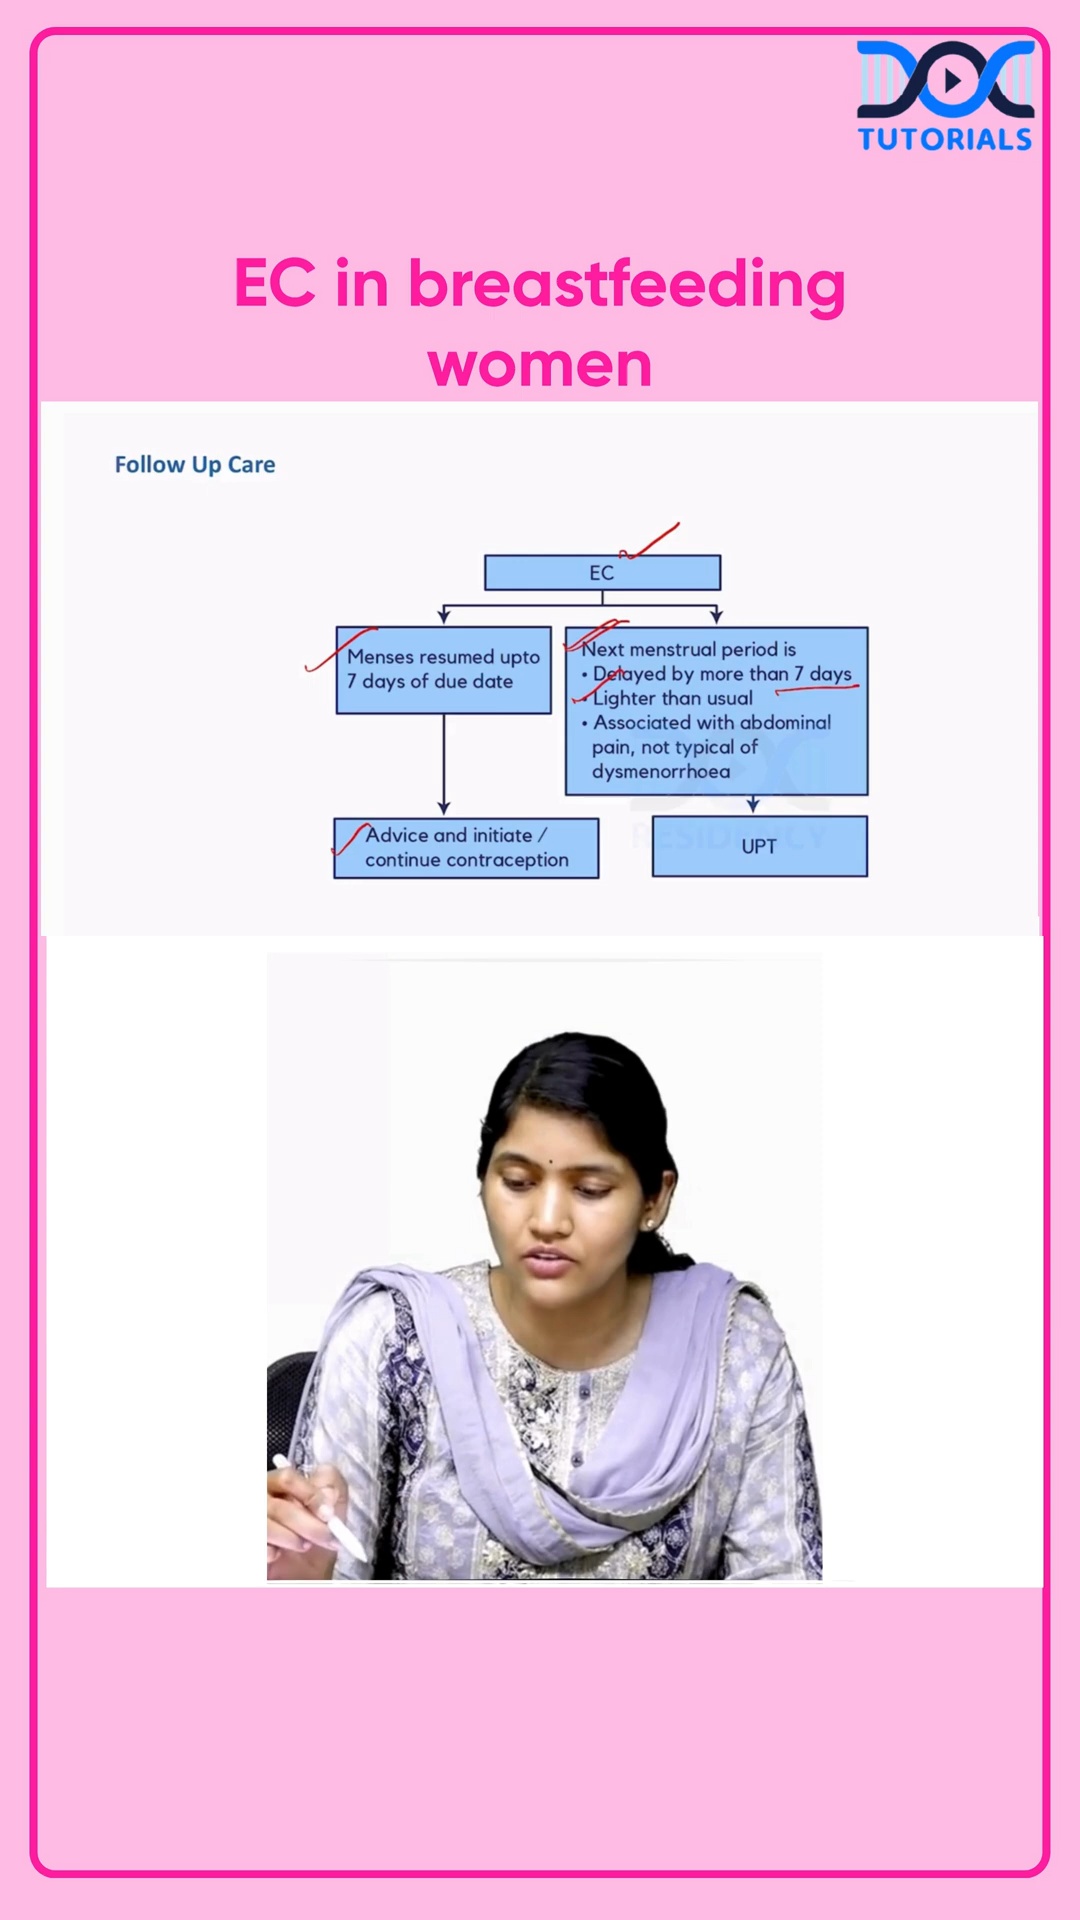 DOC
TUTORIALS
EC in breastfeeding
women
Follow Up Care
EC
Menses resumed upto
7 days of due date
Next menstrual period is
• Delayed by more than 7 days
• Lighter than usual
• Associated with abdominal
pain, not typical of
dysmenorrhoea
Advice and initiate /
continue contraception
UPT
RESIDENCY